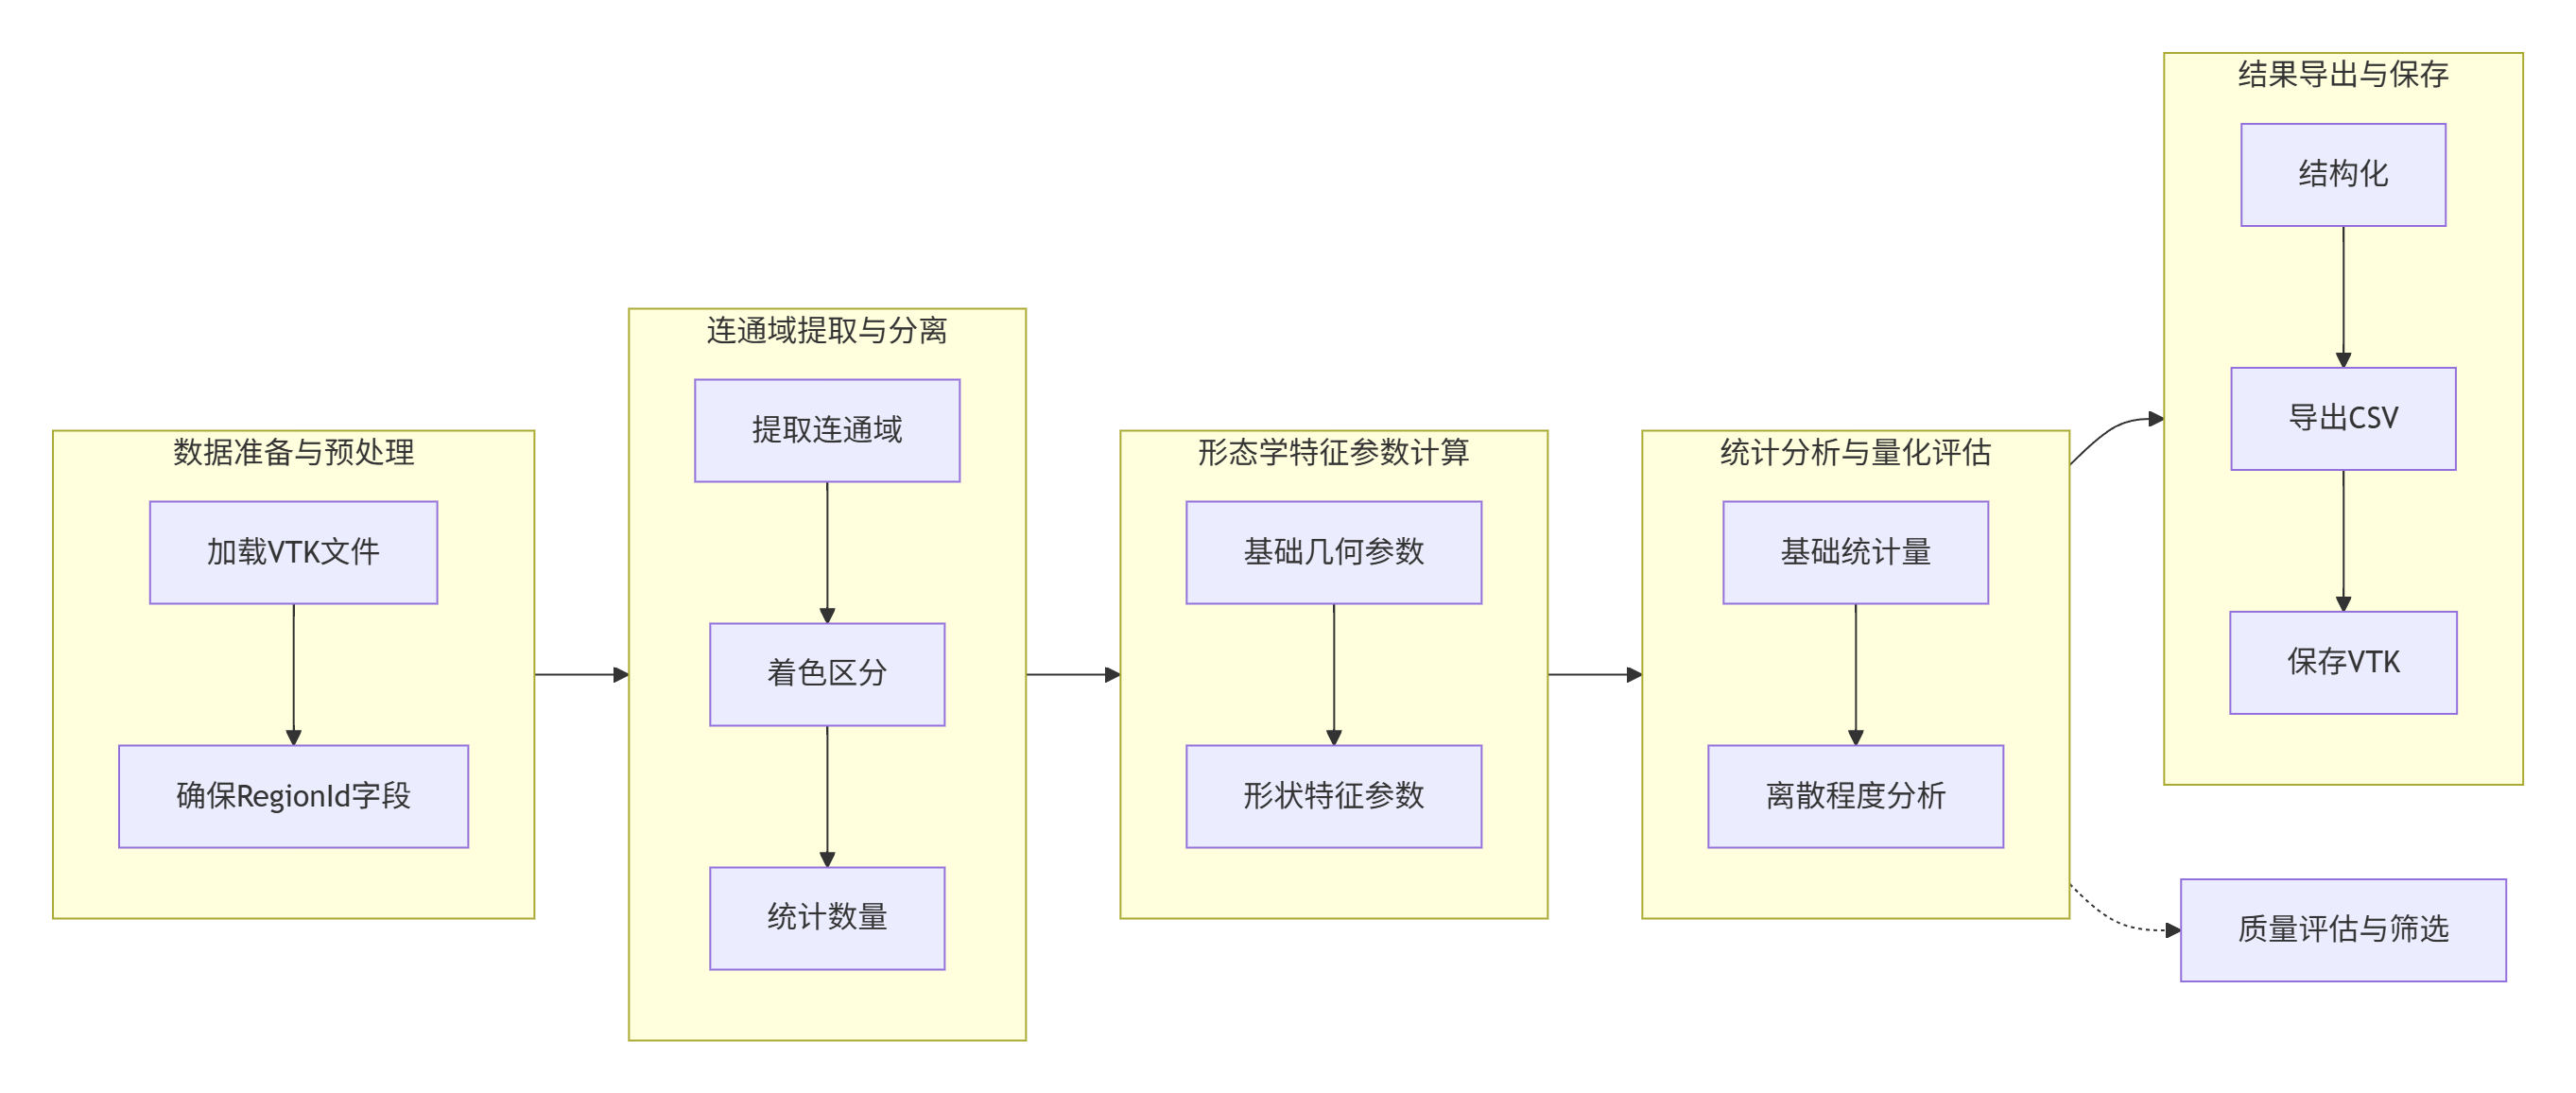 数据准备与预处理
加载VTK文件
确保RegionId字段
连通域提取与分离
提取连通域
着色区分
统计数量
形态学特征参数计算
基础几何参数
形状特征参数
统计分析与量化评估
基础统计量
离散程度分析
结果导出与保存
结构化
导出CSV
保存VTK
质量评估与筛选